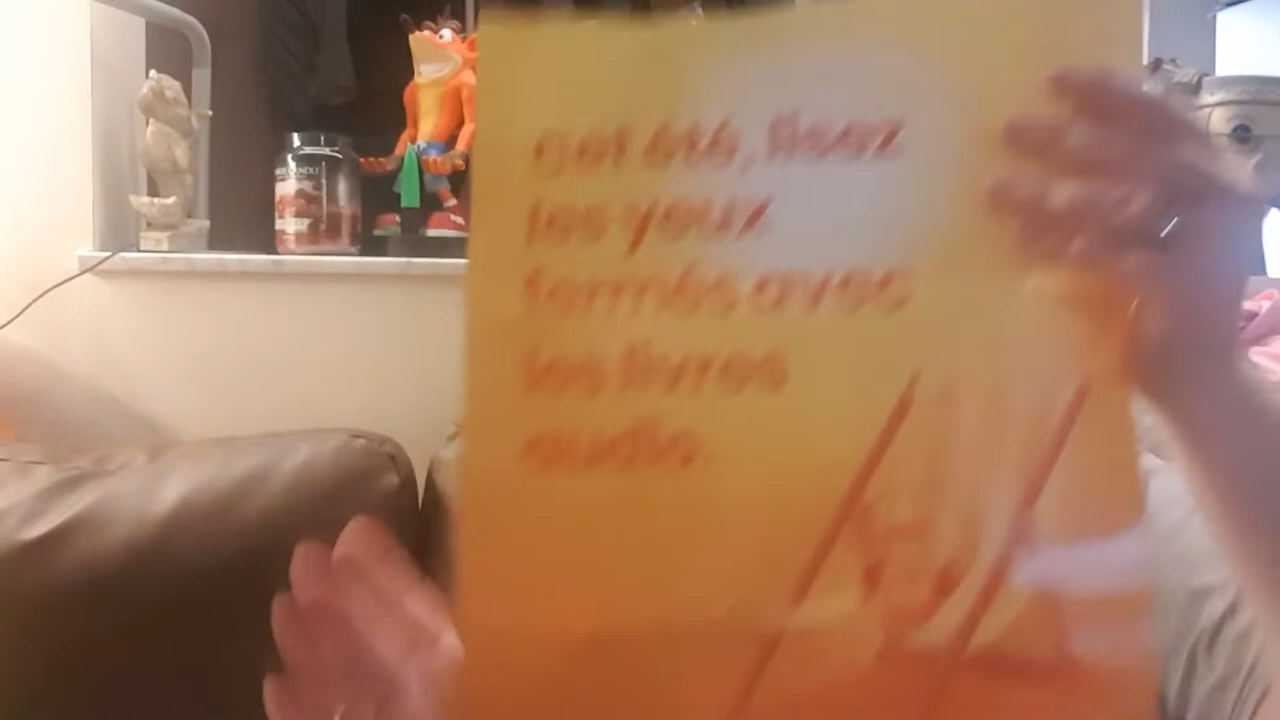 Cet été, lisez
les yeux
fermés avec
les livres
audio.